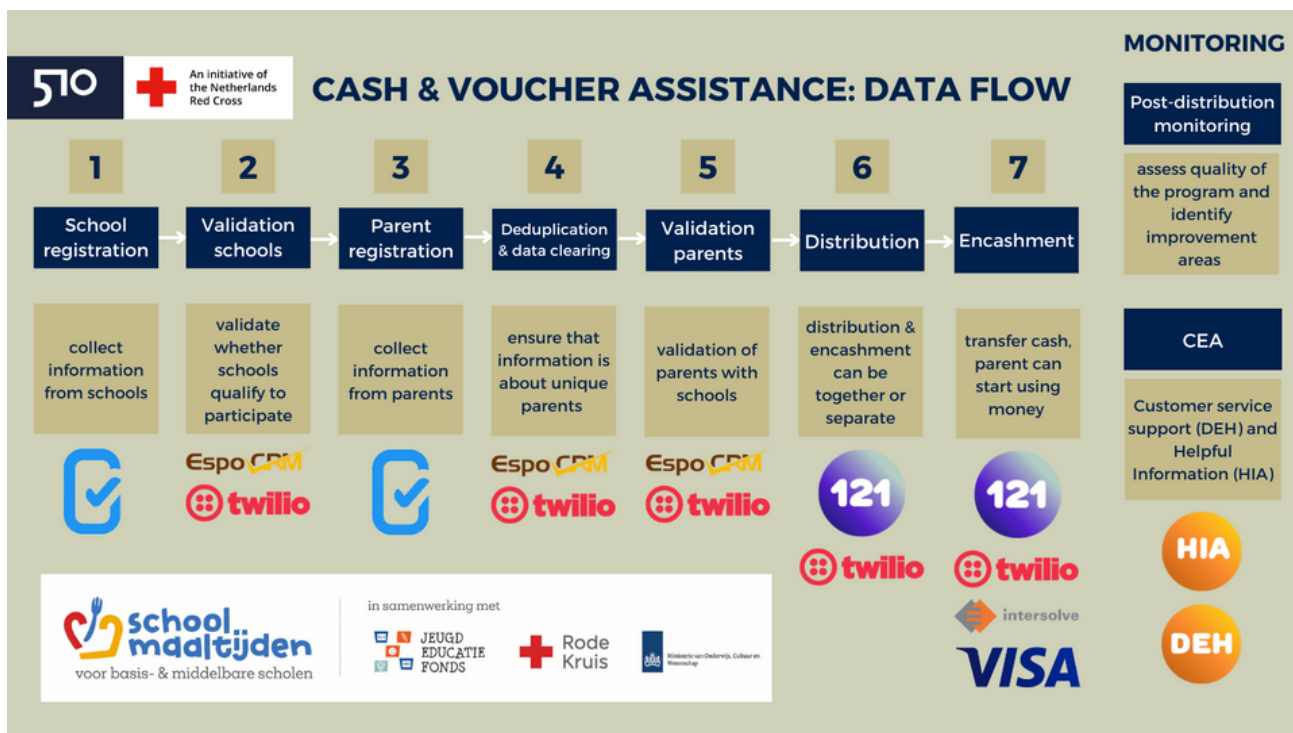 510
An initiative of
the Netherlands
Red Cross
CASH & VOUCHER ASSISTANCE: DATA FLOW
1
2
3
4
5
6
7
School
registration
Validation
schools
Parent
registration
Deduplication
& data clearing
Validation
parents
Distribution
Encashment
collect
information
from schools
validate
whether
schools
qualify to
participate
collect
information
from parents
ensure that
information is
about unique
parents
validation of
parents with
schools
distribution &
encashment
can be
together or
separate
transfer cash,
parent can
start using
money
EspoCRM
twilio
EspoCRM
twilio
EspoCRM
twilio
121
twilio
121
twilio
intersolve
VISA
MONITORING
Post-distribution
monitoring
assess quality of
the program and
identify
improvement
areas
CEA
Customer service
support (DEH) and
Helpful
Information (HIA)
HIA
DEH
school
maaltijden
voor basis- & middelbare scholen
in samenwerking met
JEUGD
EDUCATIE
FONDS
Rode
Kruis
Ministerie van Onderwijs, Cultuur en
Wetenschap